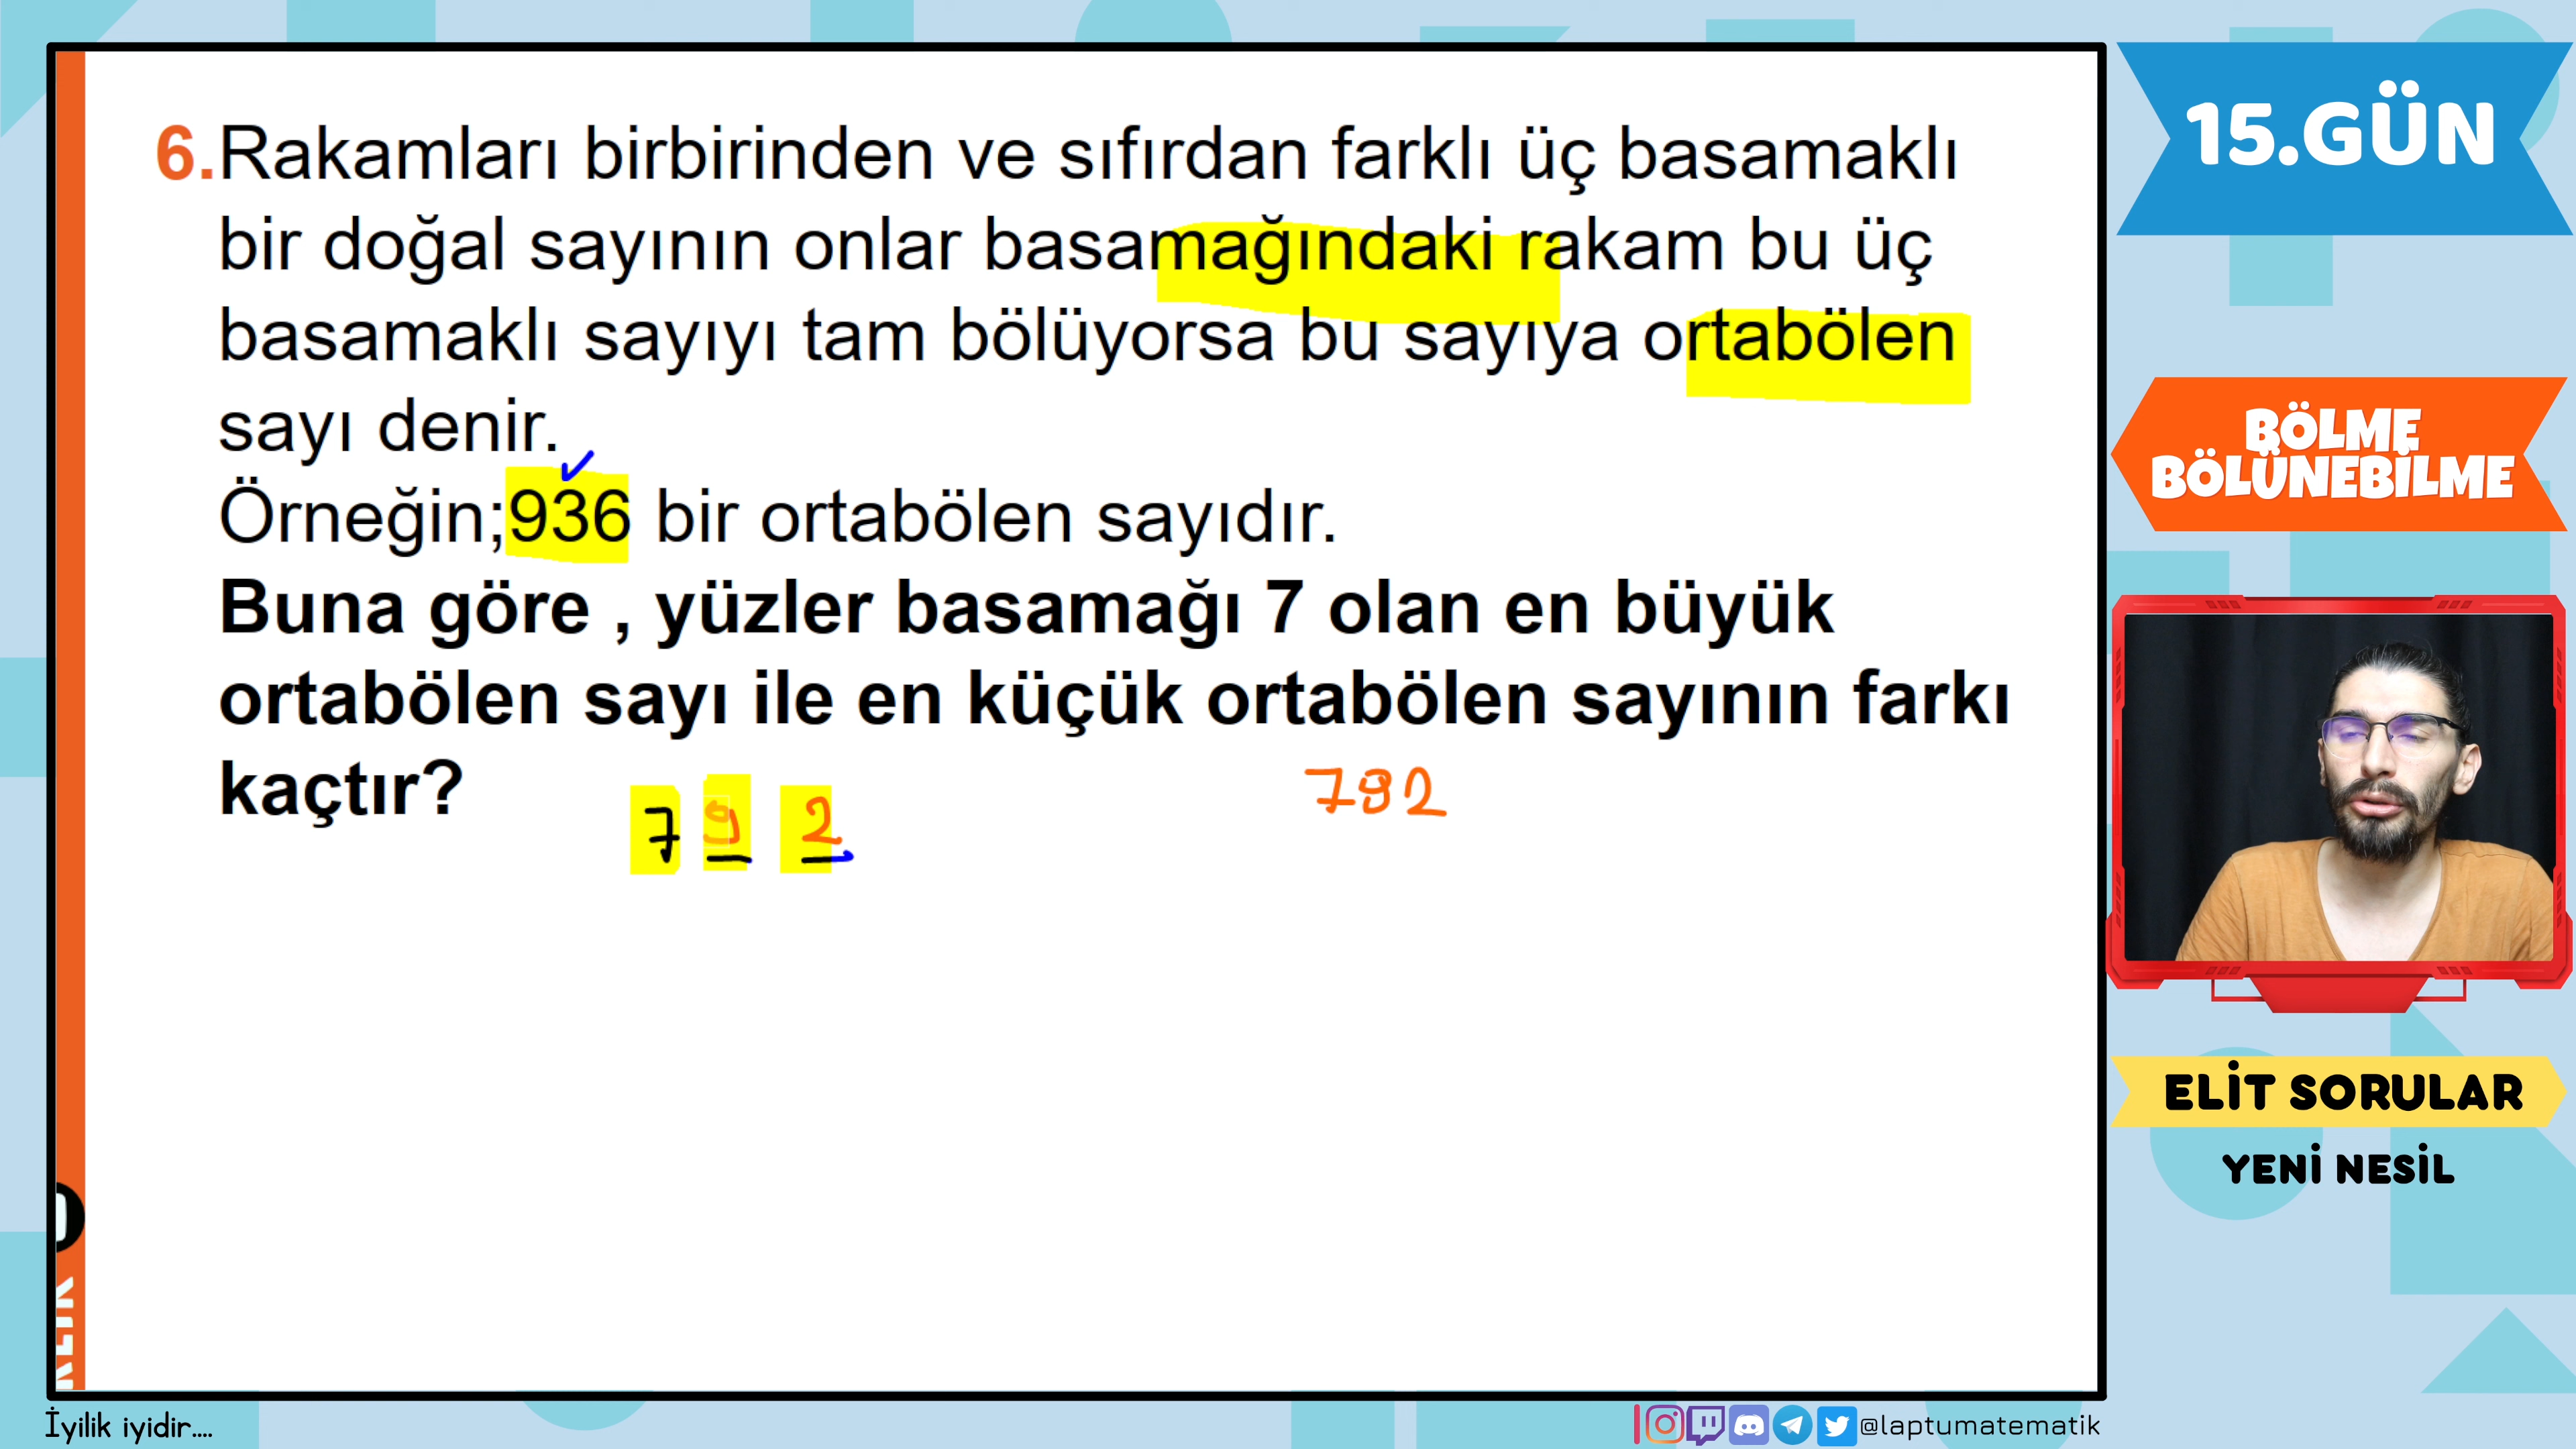 6.Rakamları birbirinden ve sıfırdan farklı üç basamaklı
bir doğal sayının onlar basamağındaki rakam bu üç
basamaklı sayıyı tam bölüyorsa bu sayıya ortabölen
sayı denir.
Örneğin;936 bir ortabölen sayıdır.
Buna göre , yüzler basamağı 7 olan en büyük
ortabölen sayı ile en küçük ortabölen sayının farkı
kaçtır?
7 9 2
792
15.GÜN
BÖLME
BÖLÜNEBİLME
ELİT SORULAR
YENİ NESİL
İyilik iyidir....
@laptumatematik